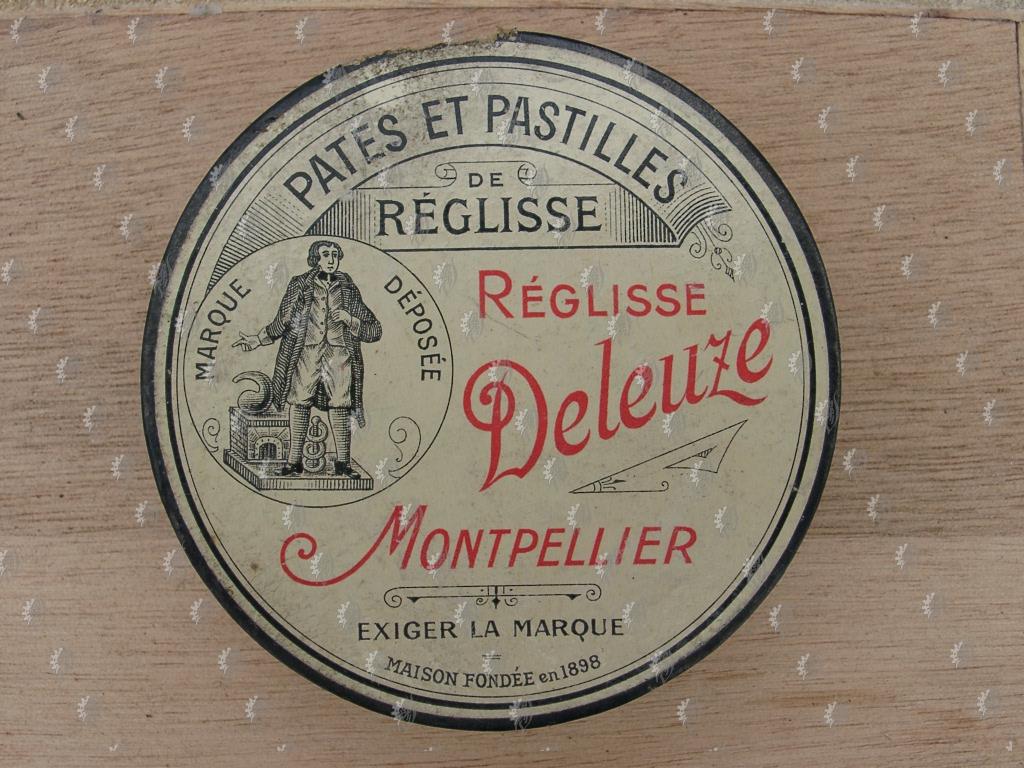 PATES ET PASTILLES
DE
RÉGLISSE
MARQUE DÉPOSÉE
RÉGLISSE
Deleuze
MONTPELLIER
EXIGER LA MARQUE
MAISON FONDÉE en 1898